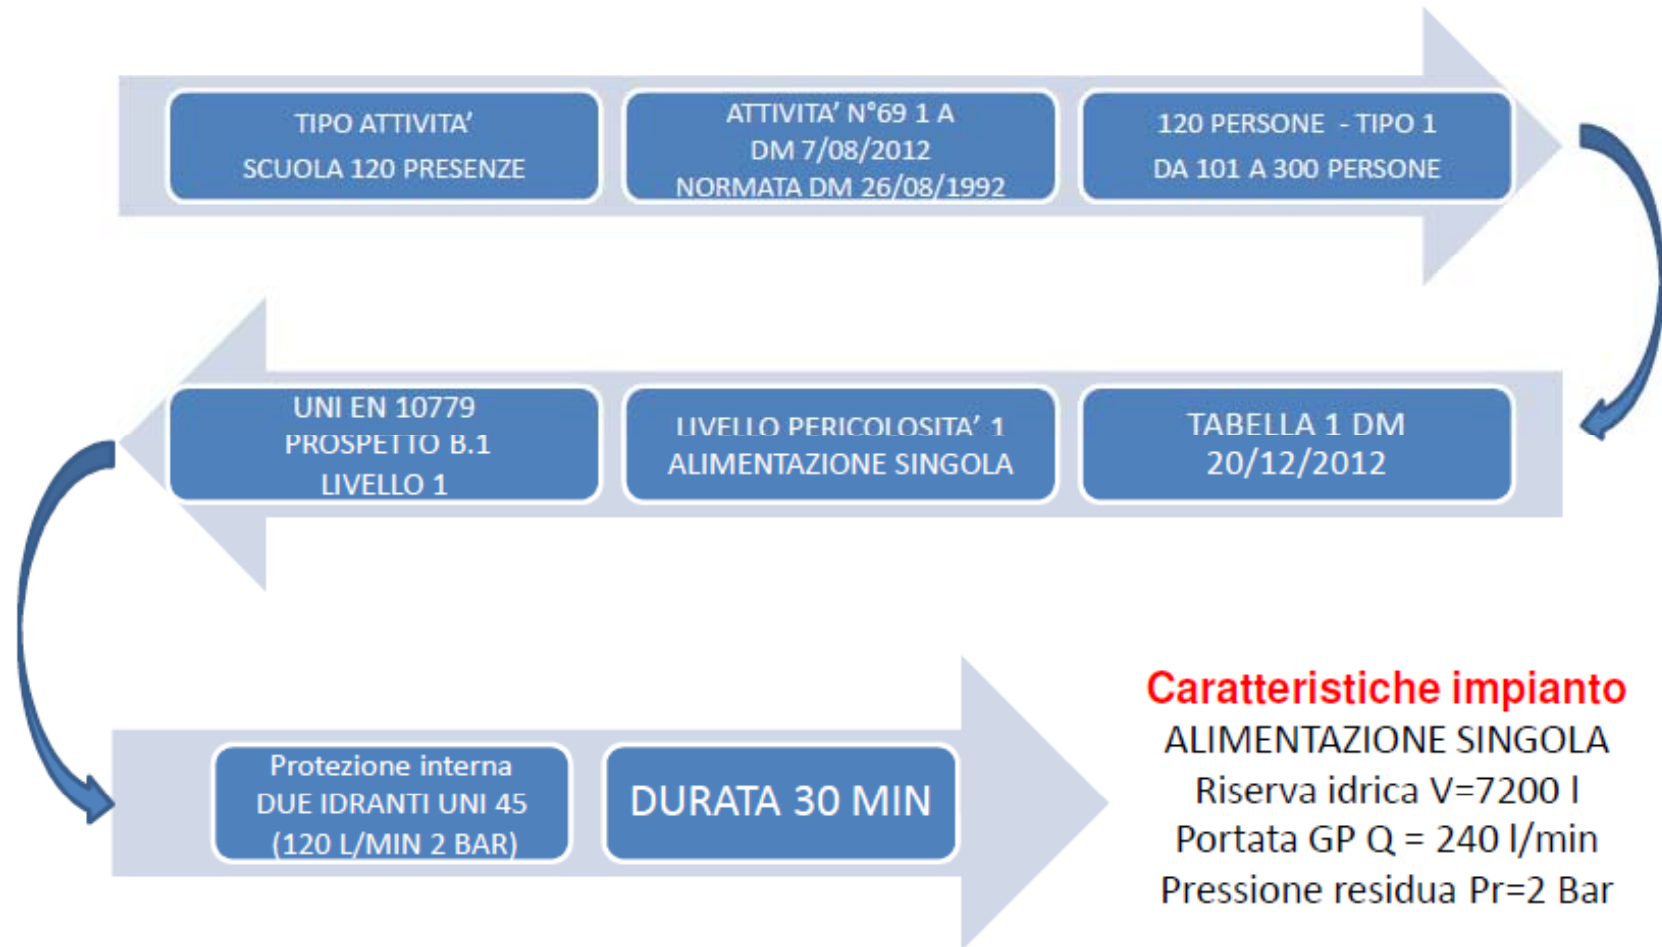 TIPO ATTIVITA’
SCUOLA 120 PRESENZE
ATTIVITA’ N°69 1 A
DM 7/08/2012
NORMATA DM 26/08/1992
120 PERSONE - TIPO 1
DA 101 A 300 PERSONE
TABELLA 1 DM
20/12/2012
LIVELLO PERICOLOSITA’ 1
ALIMENTAZIONE SINGOLA
UNI EN 10779
PROSPETTO B.1
LIVELLO 1
Protezione interna
DUE IDRANTI UNI 45
(120 L/MIN 2 BAR)
DURATA 30 MIN
Caratteristiche impianto
ALIMENTAZIONE SINGOLA
Riserva idrica V=7200 l
Portata GP Q = 240 l/min
Pressione residua Pr=2 Bar